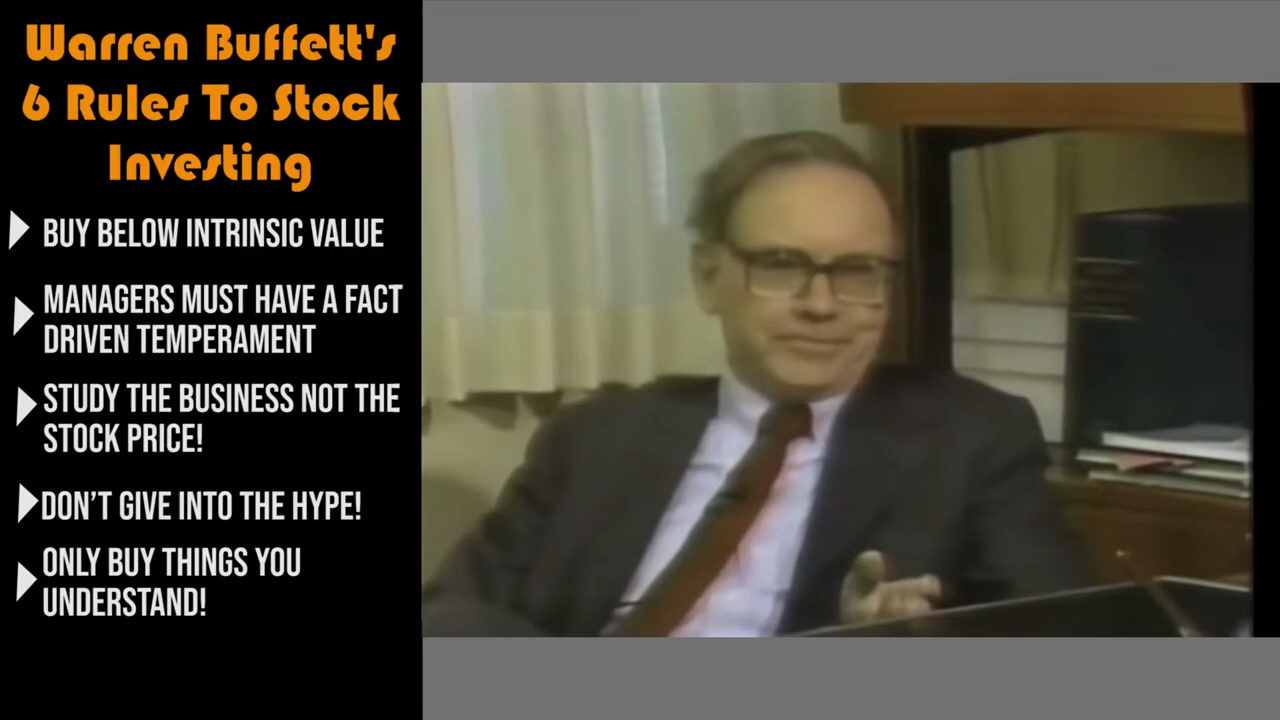 Warren Buffett's
6 Rules To Stock
Investing
BUY BELOW INTRINSIC VALUE
MANAGERS MUST HAVE A FACT
DRIVEN TEMPERAMENT
STUDY THE BUSINESS NOT THE
STOCK PRICE!
DON’T GIVE INTO THE HYPE!
ONLY BUY THINGS YOU
UNDERSTAND!